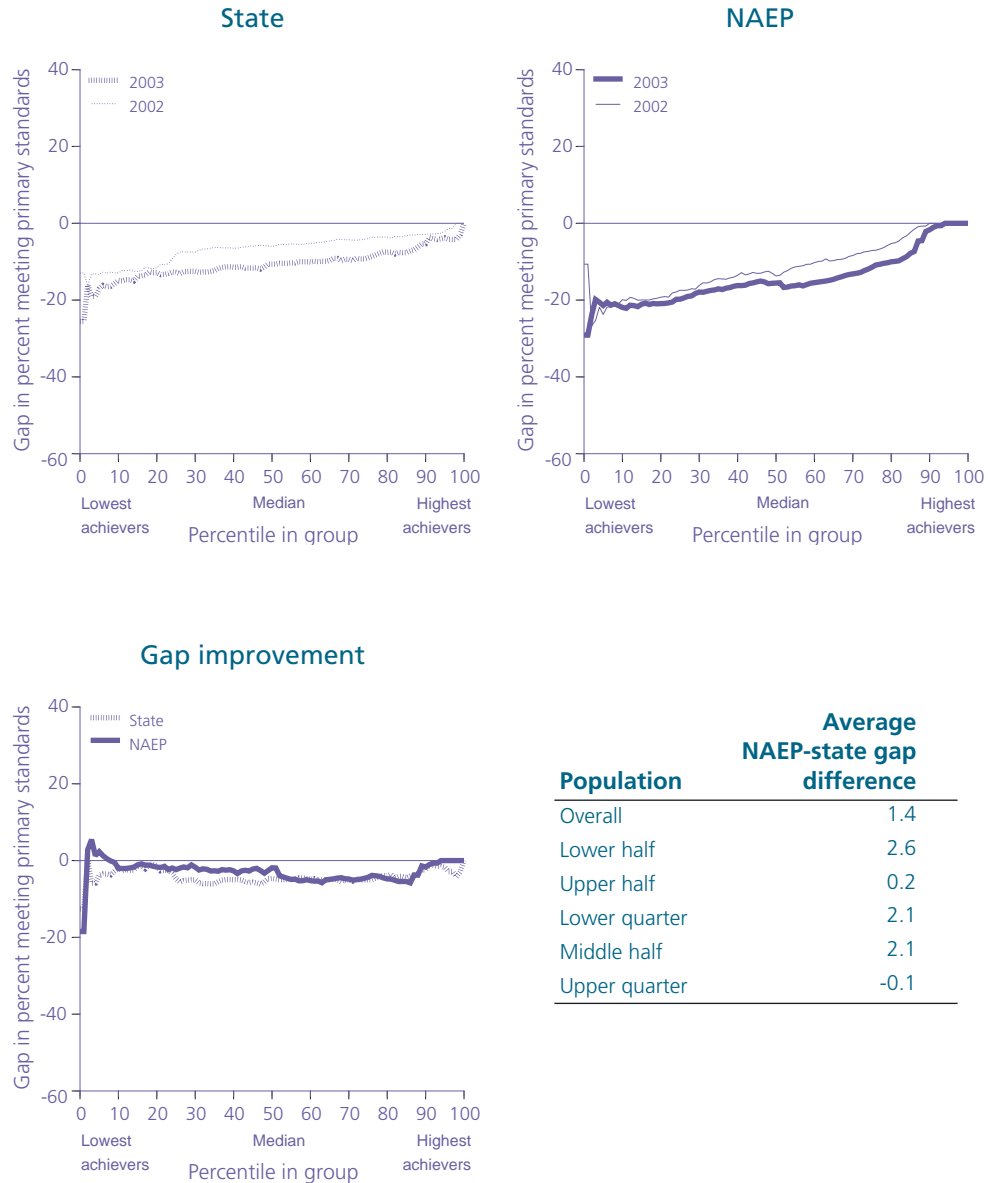 State
Gap in percent meeting primary standards
40
20
0
-20
-40
-60
2003
2002
0 10 20 30 40 50 60 70 80 90 100
Lowest achievers
Median
Highest achievers
Percentile in group
NAEP
Gap in percent meeting primary standards
40
20
0
-20
-40
-60
2003
2002
0 10 20 30 40 50 60 70 80 90 100
Lowest achievers
Median
Highest achievers
Percentile in group
Gap improvement
Gap in percent meeting primary standards
40
20
0
-20
-40
-60
State
NAEP
0 10 20 30 40 50 60 70 80 90 100
Lowest achievers
Median
Highest achievers
Percentile in group
Average
NAEP-state gap
Population difference
Overall 1.4
Lower half 2.6
Upper half 0.2
Lower quarter 2.1
Middle half 2.1
Upper quarter -0.1